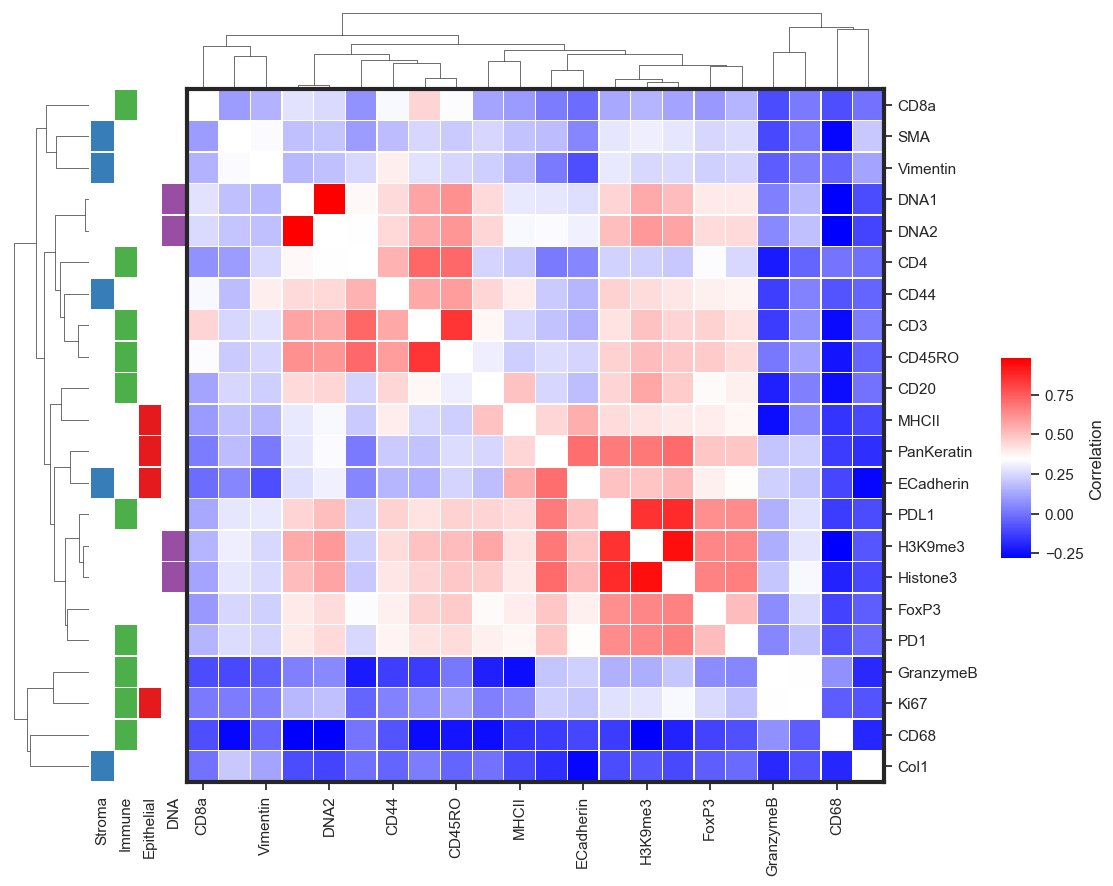 CD8a
SMA
Vimentin
DNA1
DNA2
CD4
CD44
CD3
CD45RO
CD20
MHCII
PanKeratin
ECadherin
PDL1
H3K9me3
Histone3
FoxP3
PD1
GranzymeB
Ki67
CD68
Col1
0.75
0.50
0.25
0.00
−0.25
Correlation
Stroma
Immune
Epithelial
DNA
CD8a
Vimentin
DNA2
CD44
CD45RO
MHCII
ECadherin
H3K9me3
FoxP3
GranzymeB
CD68